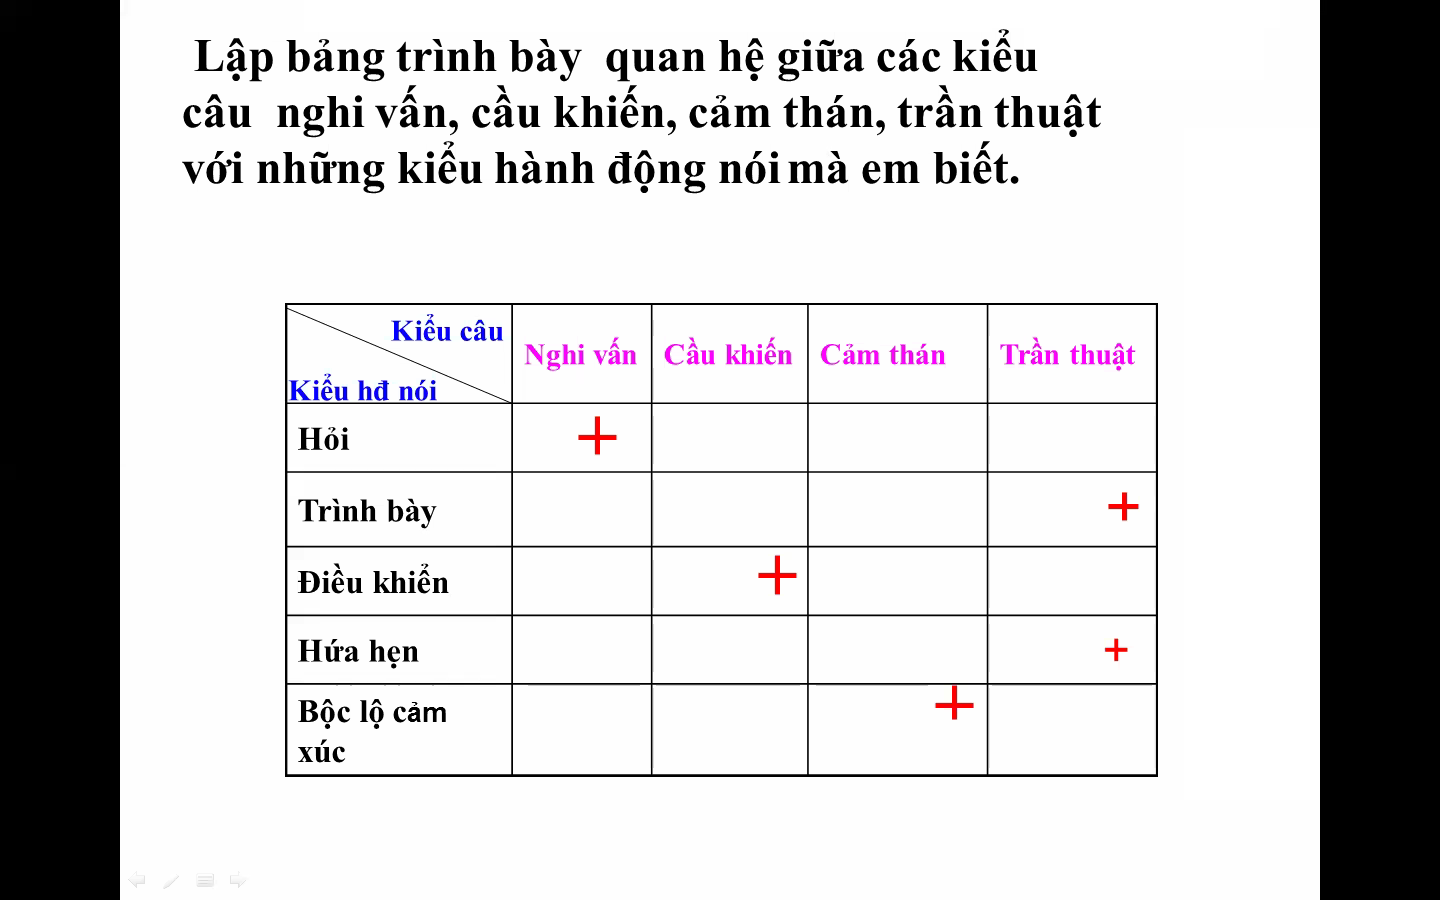 Lập bảng trình bày quan hệ giữa các kiểu
câu nghi vấn, cầu khiến, cảm thán, trần thuật
với những kiểu hành động nói mà em biết.
Kiểu câu
Kiểu hđ nói
Nghi vấn Cầu khiến Cảm thán Trần thuật
Hỏi +
Trình bày +
Điều khiển +
Hứa hẹn +
Bộc lộ cảm +
xúc